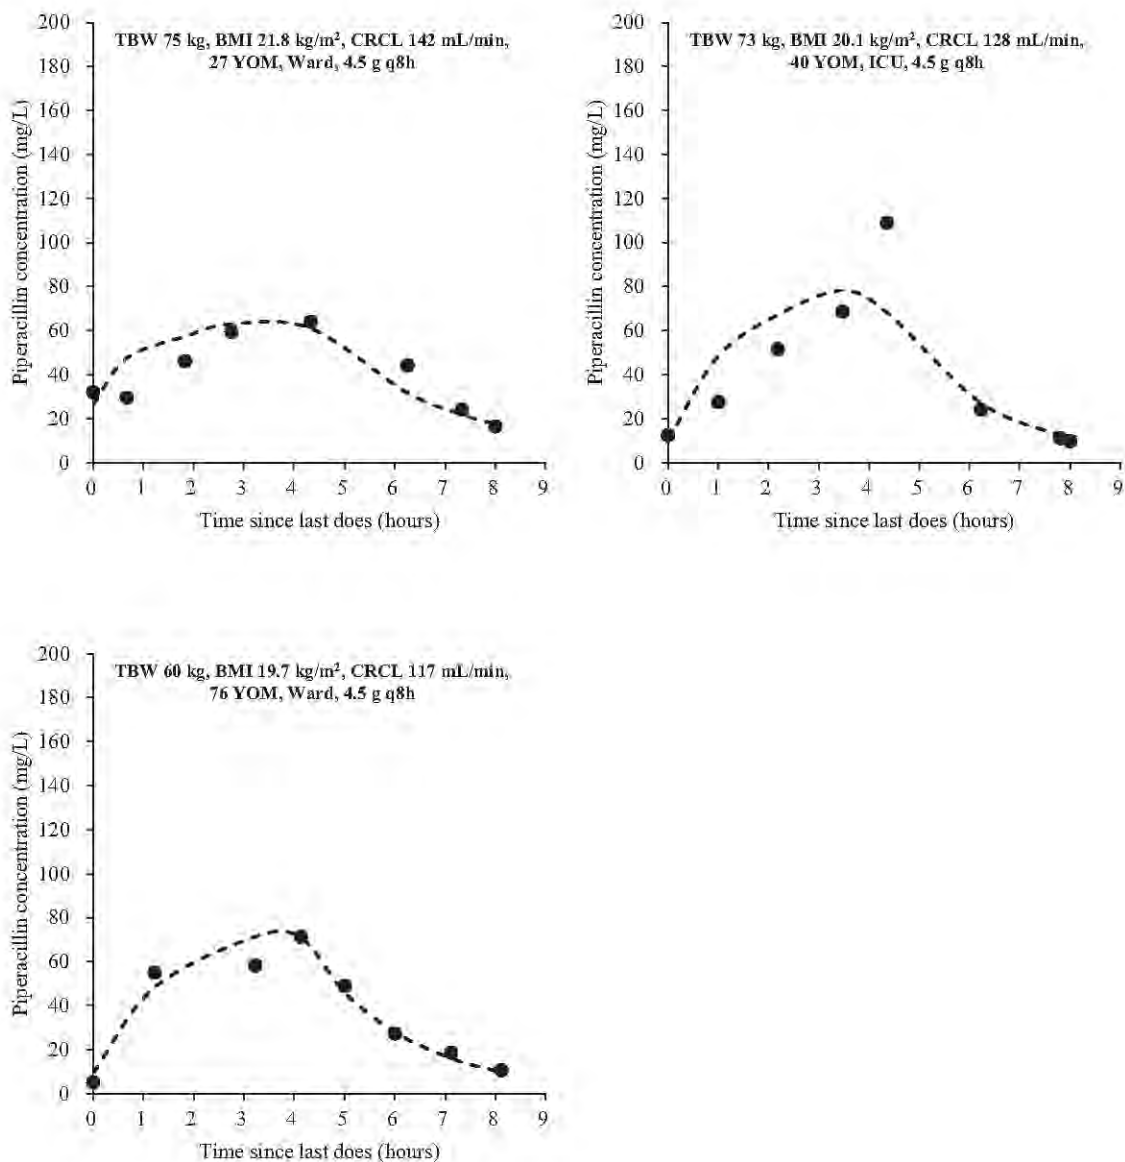 TBW 75 kg, BMI 21.8 kg/m², CRCL 142 mL/min,
27 YOM, Ward, 4.5 g q8h
Piperacillin concentration (mg/L)
200
180
160
140
120
100
80
60
40
20
0
0 1 2 3 4 5 6 7 8 9
Time since last does (hours)
TBW 73 kg, BMI 20.1 kg/m², CRCL 128 mL/min,
40 YOM, ICU, 4.5 g q8h
Piperacillin concentration (mg/L)
200
180
160
140
120
100
80
60
40
20
0
0 1 2 3 4 5 6 7 8 9
Time since last does (hours)
TBW 60 kg, BMI 19.7 kg/m², CRCL 117 mL/min,
76 YOM, Ward, 4.5 g q8h
Piperacillin concentration (mg/L)
200
180
160
140
120
100
80
60
40
20
0
0 1 2 3 4 5 6 7 8 9
Time since last does (hours)